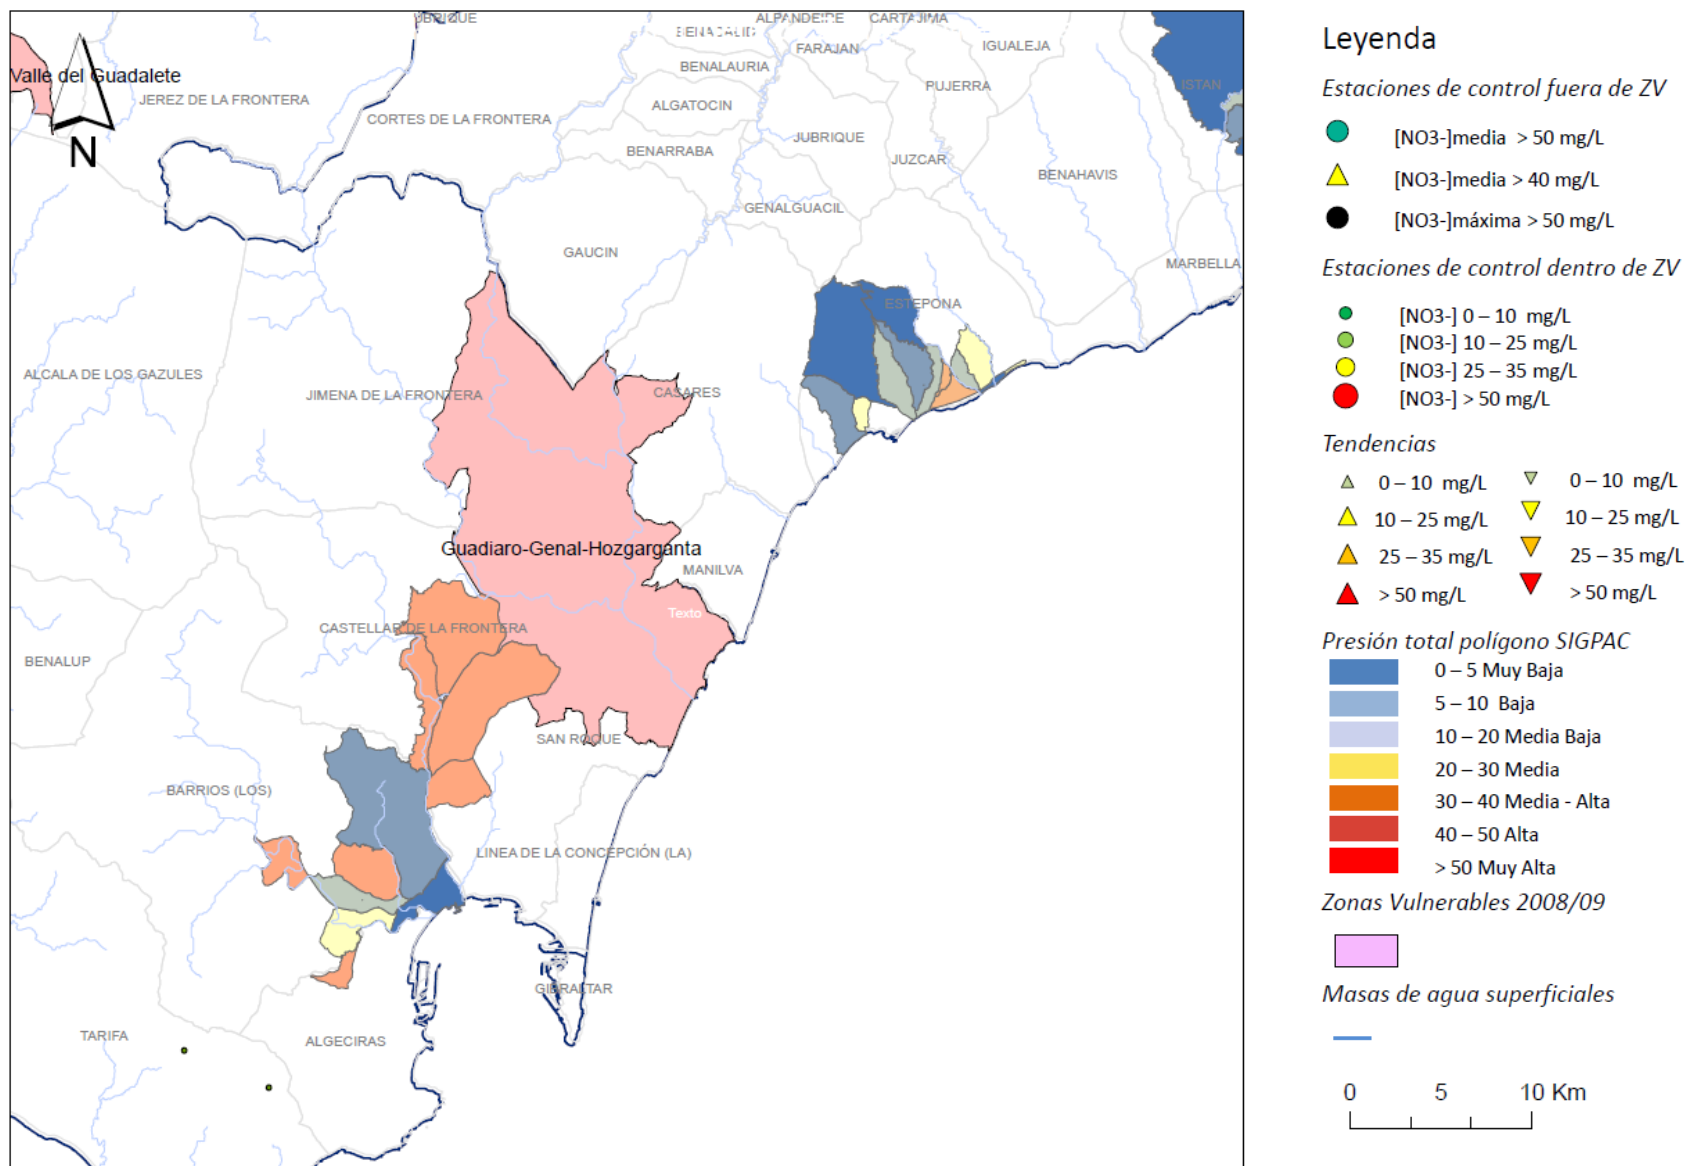 UBRIQUE
ALPANDEIRE
CARTAJIMA
BENADALID
FARAJAN
IGUALEJA
BENALAURIA
Valle del Guadalete
PUJERRA
ISTAN
JEREZ DE LA FRONTERA
ALGATOCIN
CORTES DE LA FRONTERA
JUBRIQUE
N
BENARRABA
JUZCAR
BENAHAVIS
GENALGUACIL
GAUCIN
MARBELLA
ESTEPONA
ALCALA DE LOS GAZULES
JIMENA DE LA FRONTERA
CASARES
Guadiaro-Genal-Hozgarganta
MANILVA
Texto
CASTELLAR DE LA FRONTERA
BENALUP
SAN ROQUE
BARRIOS (LOS)
LINEA DE LA CONCEPCIÓN (LA)
GIBRALTAR
TARIFA
ALGECIRAS
Leyenda
Estaciones de control fuera de ZV
[NO3-]media > 50 mg/L
[NO3-]media > 40 mg/L
[NO3-]máxima > 50 mg/L
Estaciones de control dentro de ZV
[NO3-] 0 – 10 mg/L
[NO3-] 10 – 25 mg/L
[NO3-] 25 – 35 mg/L
[NO3-] > 50 mg/L
Tendencias
0 – 10 mg/L 0 – 10 mg/L
10 – 25 mg/L 10 – 25 mg/L
25 – 35 mg/L 25 – 35 mg/L
> 50 mg/L > 50 mg/L
Presión total polígono SIGPAC
0 – 5 Muy Baja
5 – 10 Baja
10 – 20 Media Baja
20 – 30 Media
30 – 40 Media - Alta
40 – 50 Alta
> 50 Muy Alta
Zonas Vulnerables 2008/09
Masas de agua superficiales
0 5 10 Km